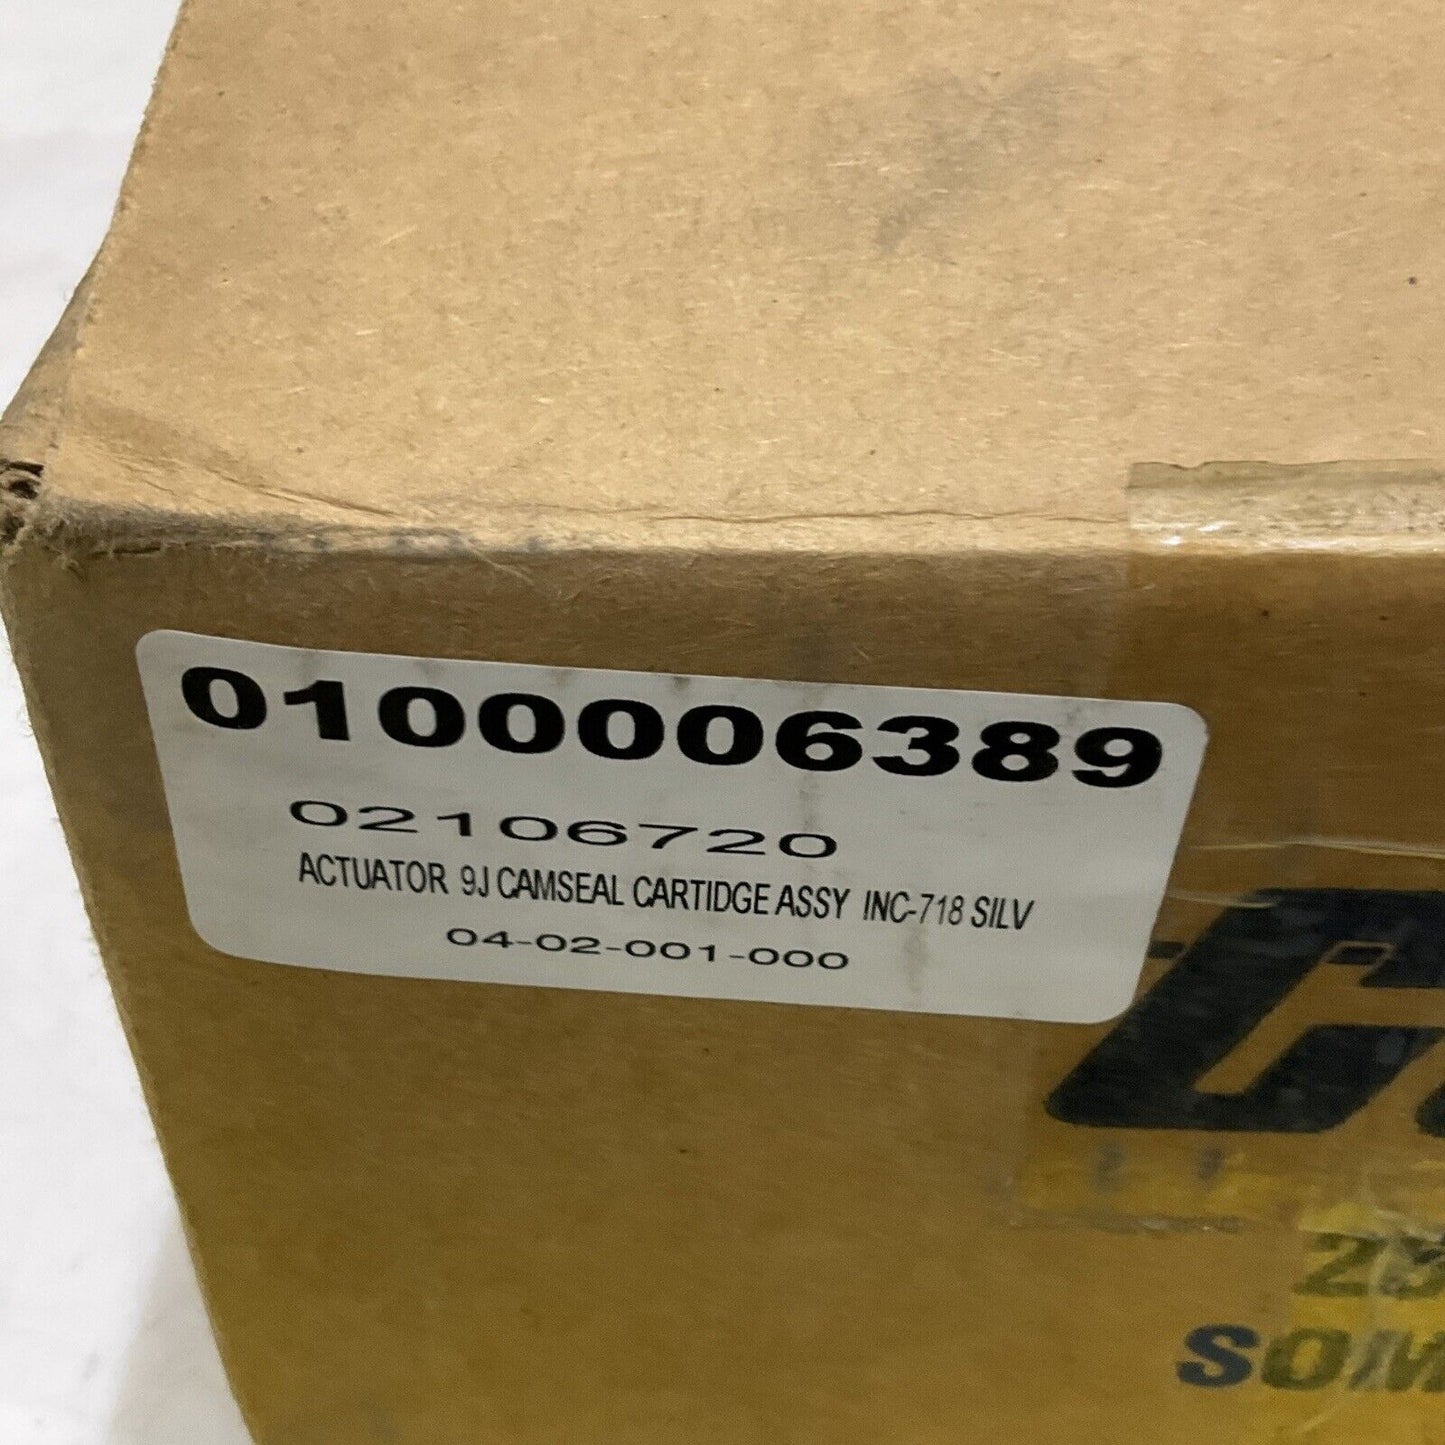 0100006389
02106720
ACTUATOR 9J CAMSEAL CARTIDGE ASSY INC-718 SILV
04-02-001-000